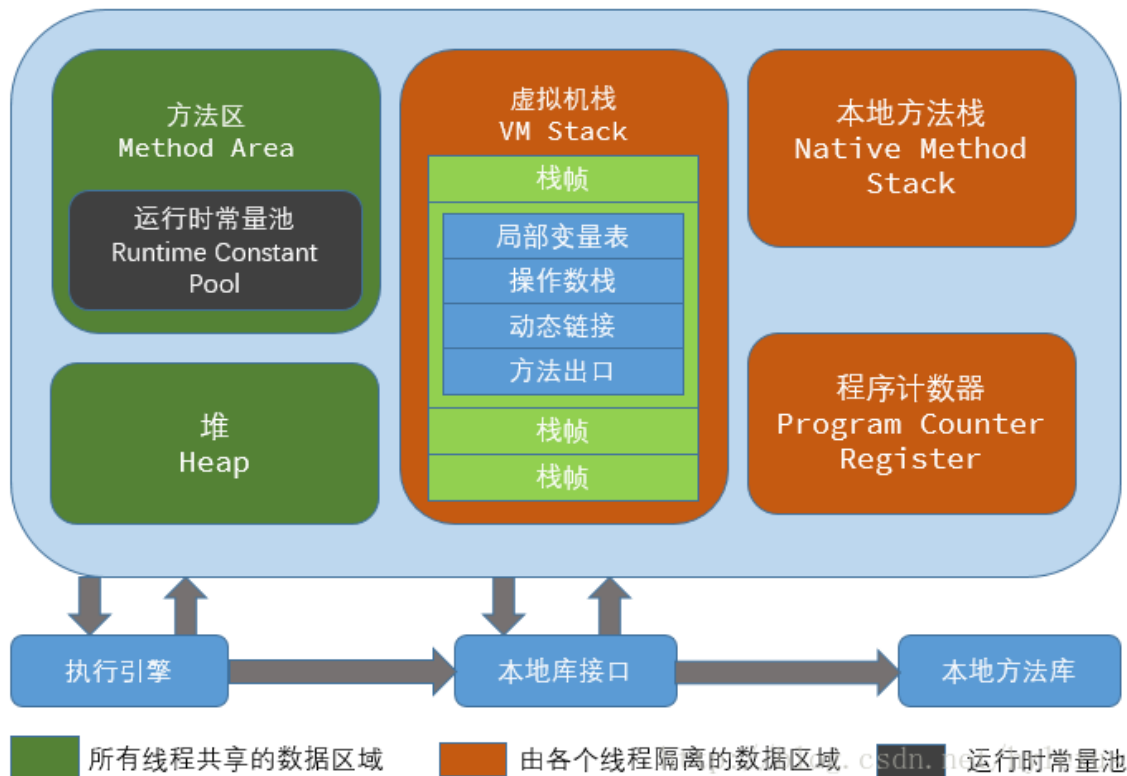 方法区
Method Area
运行时常量池
Runtime Constant
Pool
堆
Heap
虚拟机栈
VM Stack
栈帧
局部变量表
操作数栈
动态链接
方法出口
栈帧
栈帧
本地方法栈
Native Method
Stack
程序计数器
Program Counter
Register
执行引擎
本地库接口
本地方法库
所有线程共享的数据区域
由各个线程隔离的数据区域
运行时常量池